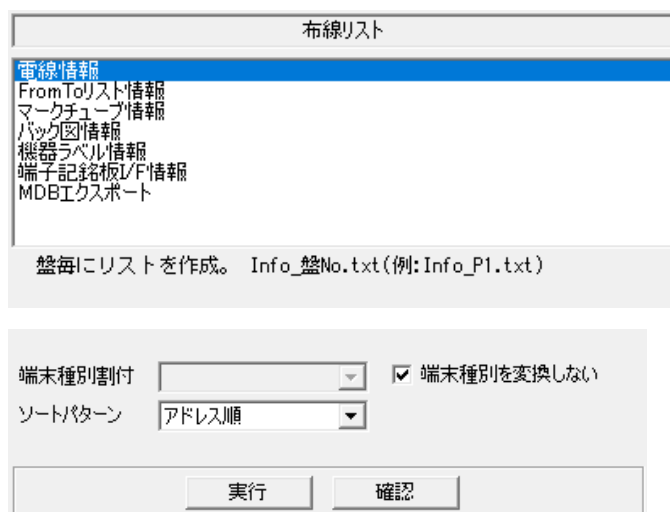 布線リスト
電線情報
FromToリスト情報
マークチューブ情報
バック図情報
機器ラベル情報
端子記銘板I/F情報
MDBエクスポート
盤毎にリストを作成。 Info_盤No.txt(例:Info_P1.txt)
端末種別割付 端末種別を変換しない
ソートパターン アドレス順
実行 確認